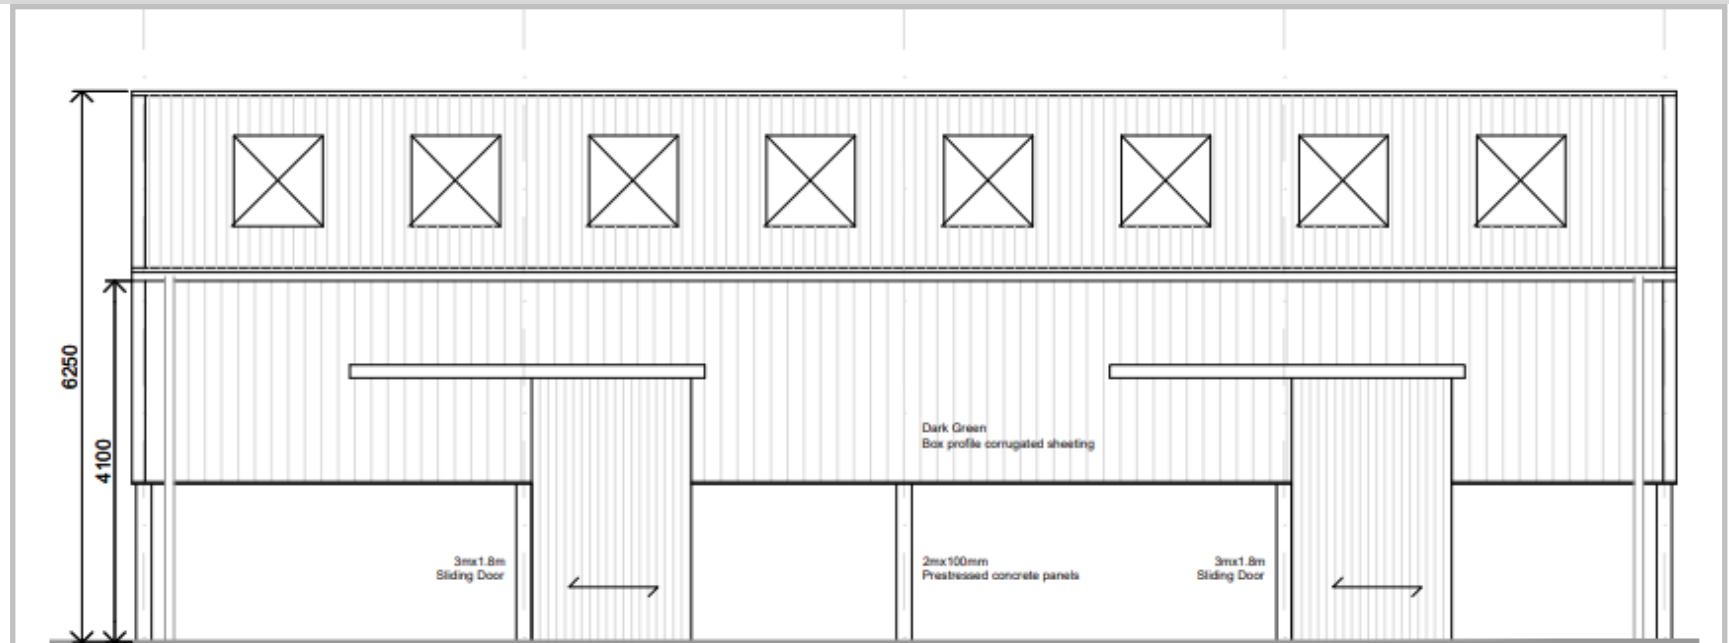 6250
4100
Dark Green
Box profile corrugated sheeting
3mx1.8m
Sliding Door
2mx100mm
Prestressed concrete panels
3mx1.8m
Sliding Door